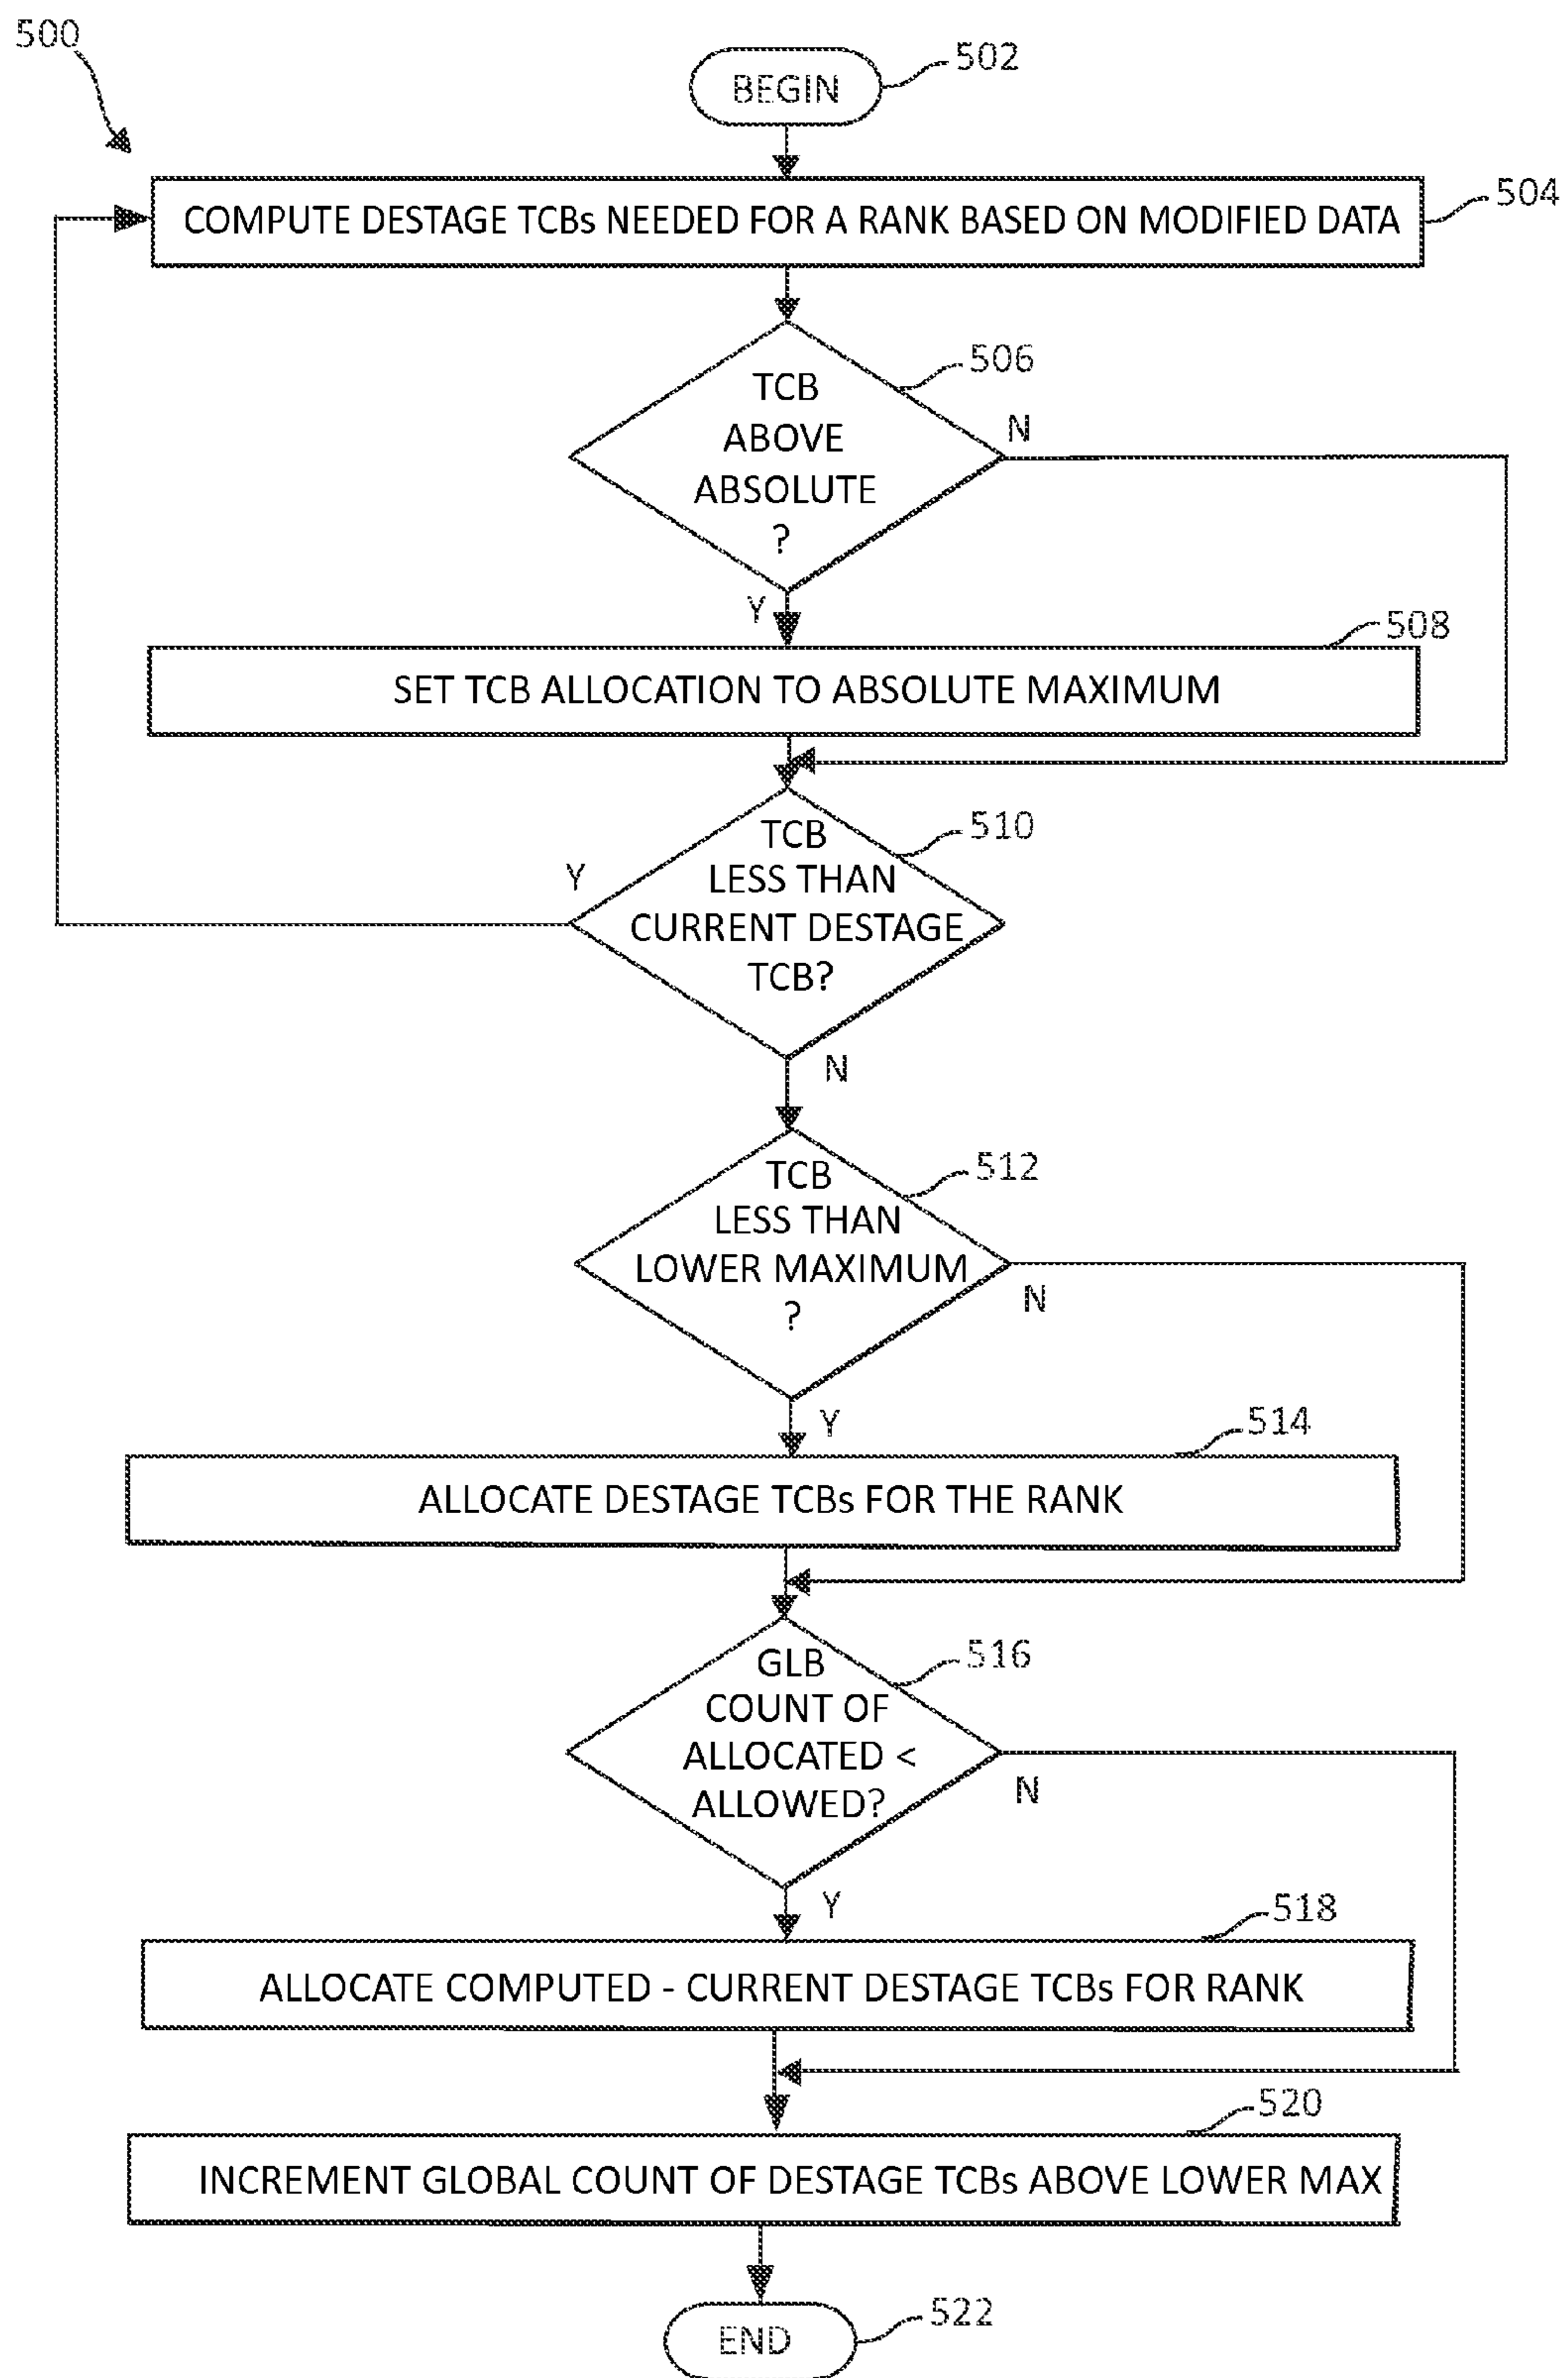 500
BEGIN
502
COMPUTE DESTAGE TCBs NEEDED FOR A RANK BASED ON MODIFIED DATA
504
TCB
ABOVE
ABSOLUTE
?
506
N
Y
508
SET TCB ALLOCATION TO ABSOLUTE MAXIMUM
TCB
LESS THAN
CURRENT DESTAGE
TCB?
510
Y
N
TCB
LESS THAN
LOWER MAXIMUM
?
512
N
Y
514
ALLOCATE DESTAGE TCBs FOR THE RANK
GLB
COUNT OF
ALLOCATED <
ALLOWED?
516
N
Y
518
ALLOCATE COMPUTED - CURRENT DESTAGE TCBs FOR RANK
520
INCREMENT GLOBAL COUNT OF DESTAGE TCBs ABOVE LOWER MAX
END
522